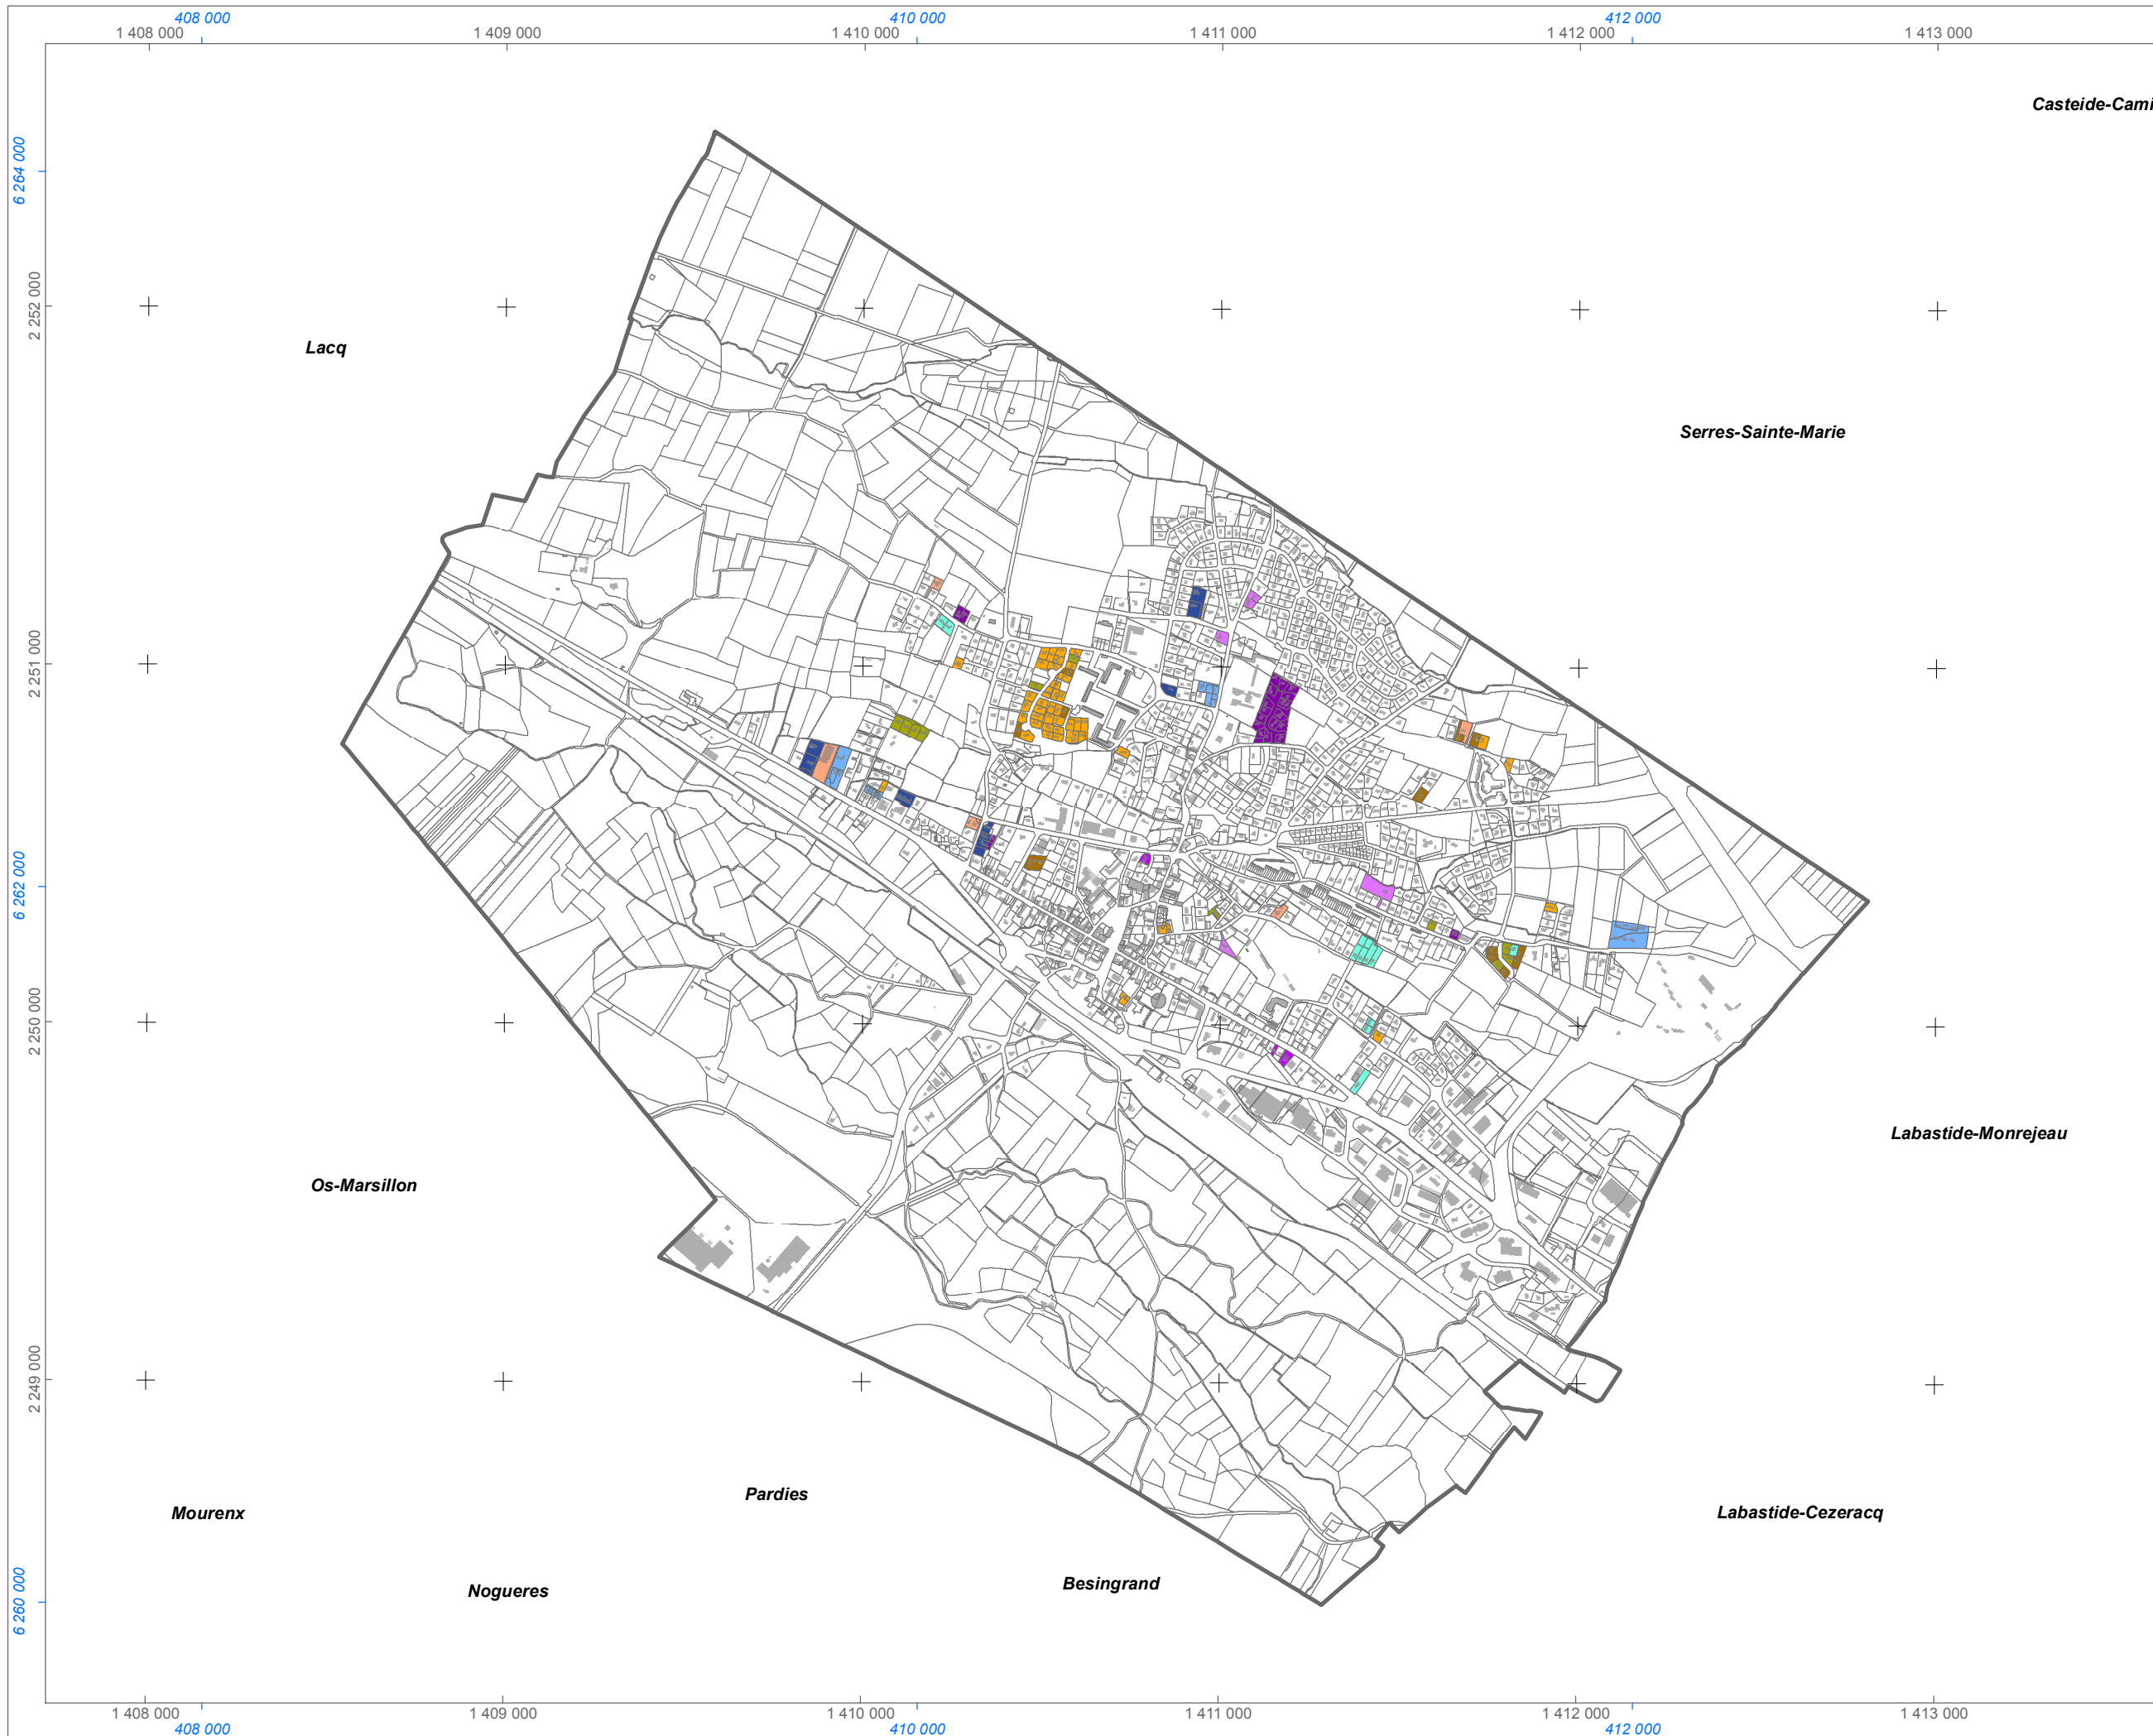 408 000 410 000 412 000
1 408 000 1 409 000 1 410 000 1 411 000 1 412 000 1 413 000
Casteide-Cami
6 264 000
2 252 000
Lacq
Serres-Sainte-Marie
2 251 000
6 262 000
2 250 000
Labastide-Monrejeau
Os-Marsillon
2 249 000
Pardies
Mourenx
Labastide-Cezeracq
Besingrand
Nogueres
6 260 000
1 408 000 1 409 000 1 410 000 1 411 000 1 412 000 1 413 000
408 000 410 000 412 000